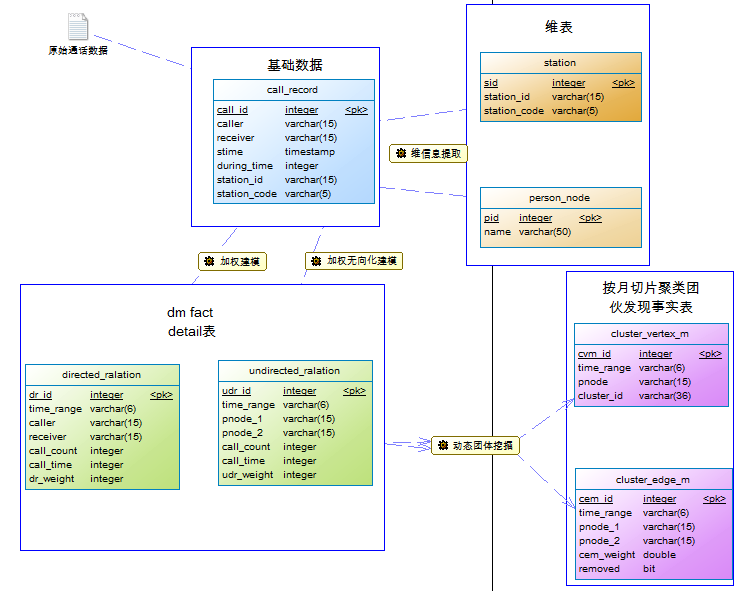 原始通话数据
基础数据
call_record
call_id integer <pk>
caller varchar(15)
receiver varchar(15)
stime timestamp
during_time integer
station_id varchar(15)
station_code varchar(5)
维表
station
sid integer <pk>
station_id varchar(15)
station_code varchar(5)
维信息提取
person_node
pid integer <pk>
name varchar(50)
加权建模
加权无向化建模
dm fact
detail表
directed_ralation
dr_id integer <pk>
time_range varchar(6)
caller varchar(15)
receiver varchar(15)
call_count integer
call_time integer
dr_weight integer
undirected_ralation
udr_id integer <pk>
time_range varchar(6)
pnode_1 varchar(15)
pnode_2 varchar(15)
call_count integer
call_time integer
udr_weight integer
动态团体挖掘
按月切片聚类团
伙发现事实表
cluster_vertex_m
cvm_id integer <pk>
time_range varchar(6)
pnode varchar(15)
cluster_id varchar(36)
cluster_edge_m
cem_id integer <pk>
time_range varchar(6)
pnode_1 varchar(15)
pnode_2 varchar(15)
cem_weight double
removed bit